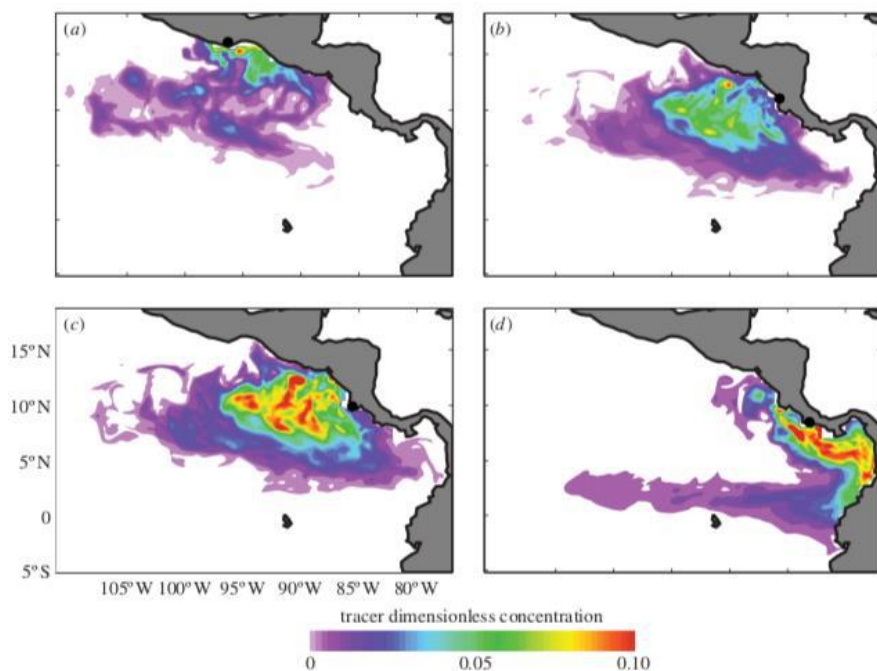 (a)
(b)
(c)
(d)
15°N
10°N
5°N
0
5°S
105°W 100°W 95°W 90°W 85°W 80°W
tracer dimensionless concentration
0 0.05 0.10